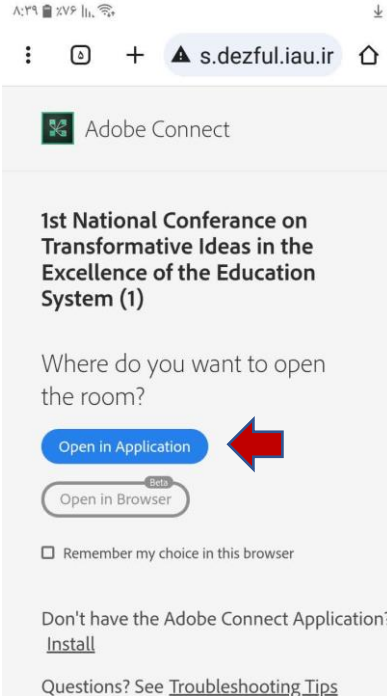 ۸:۳۹ ٪۷۶
۵ s.dezful.iau.ir
Adobe Connect
1st National Conferance on
Transformative Ideas in the
Excellence of the Education
System (1)
Where do you want to open
the room?
Open in Application
Beta
Open in Browser
Remember my choice in this browser
Don't have the Adobe Connect Application?
Install
Questions? See Troubleshooting Tips